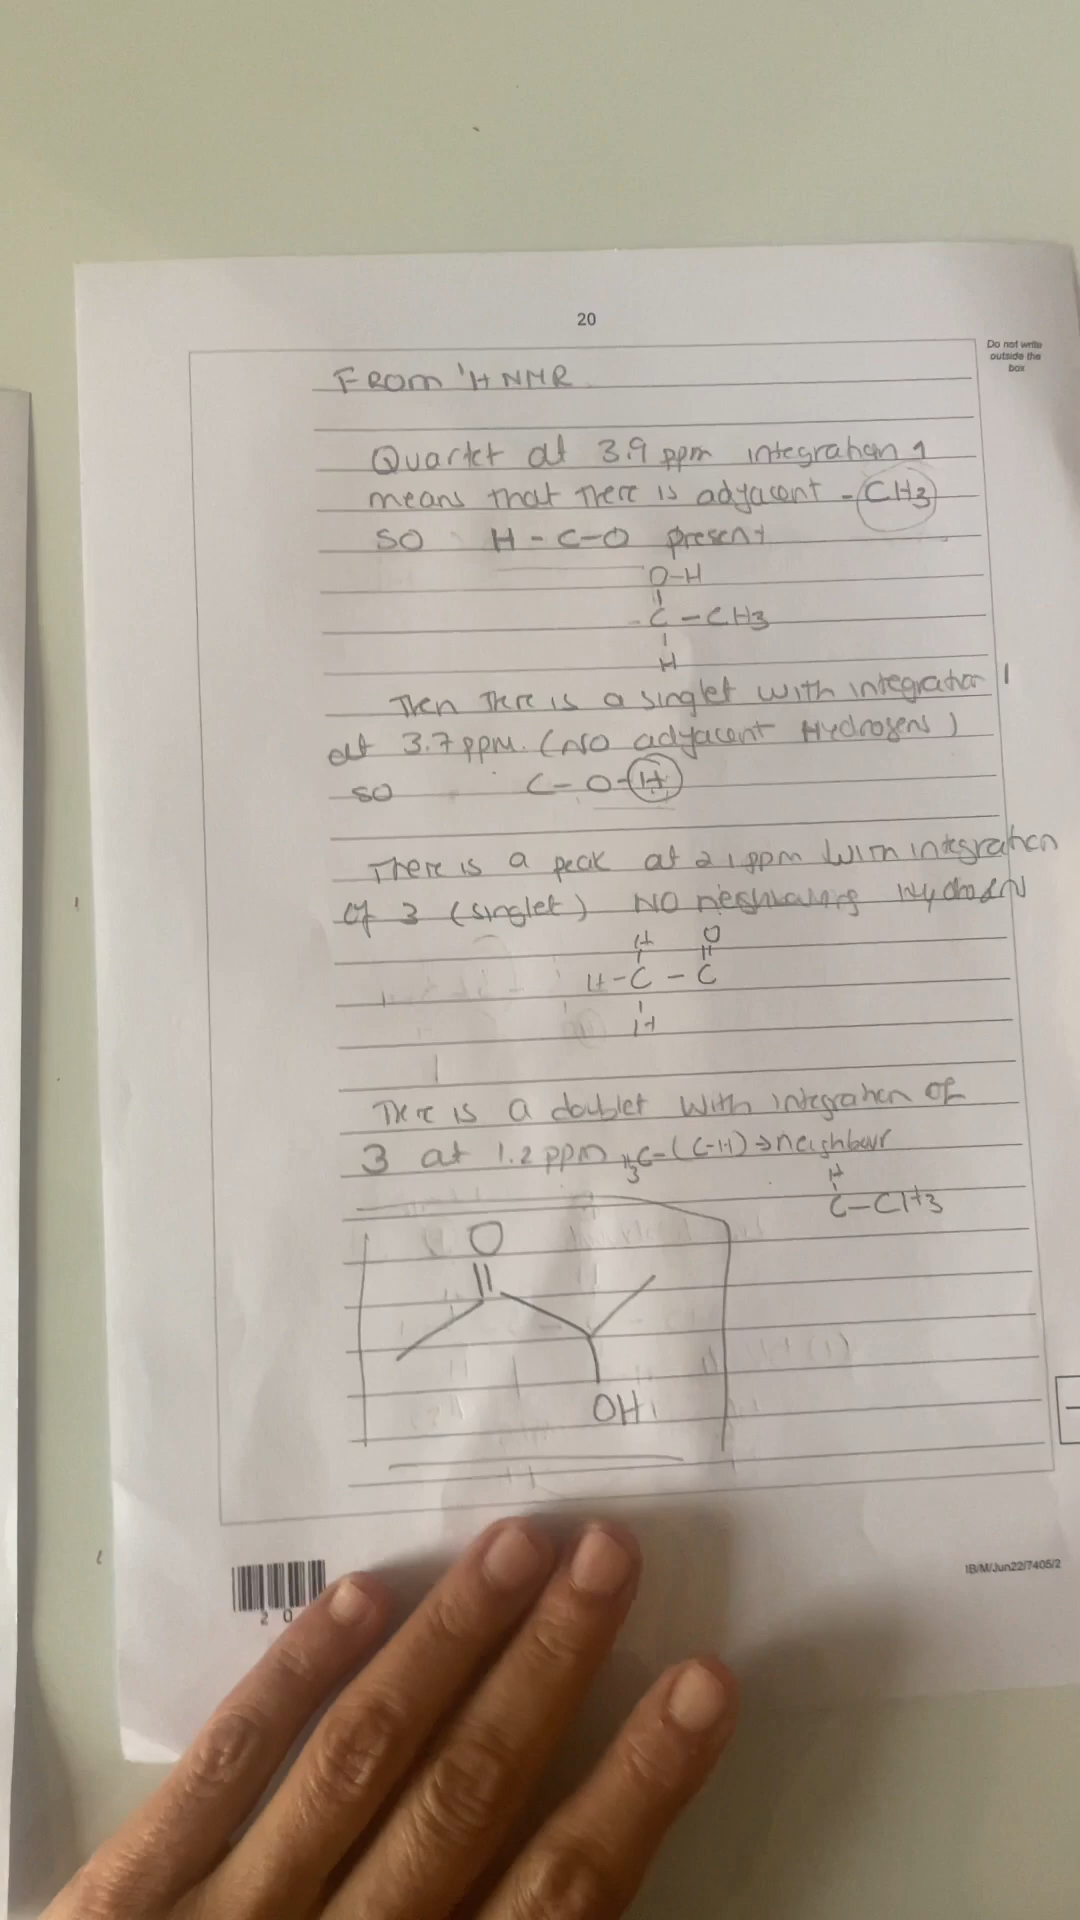 20
Do not write
outside the
box
FROM ¹H NMR
Quartet at 3.9 ppm integration 1
means that there is adjacent - CH3
so H - C-O present
O-H
C - CH3
H
Then there is a singlet with integration 1
at 3.7 ppm. (NO adjacent Hydrogens)
so C - O - H
There is a peak at 2.1 ppm With integration
of 3 (singlet) NO
H O
H - C - C
H
There is a doublet with integration of
3 at 1.2 ppm H3C-(C-H) → neighbour
H
C-CH3
O
OH
20
IB/M/Jun22/7405/2